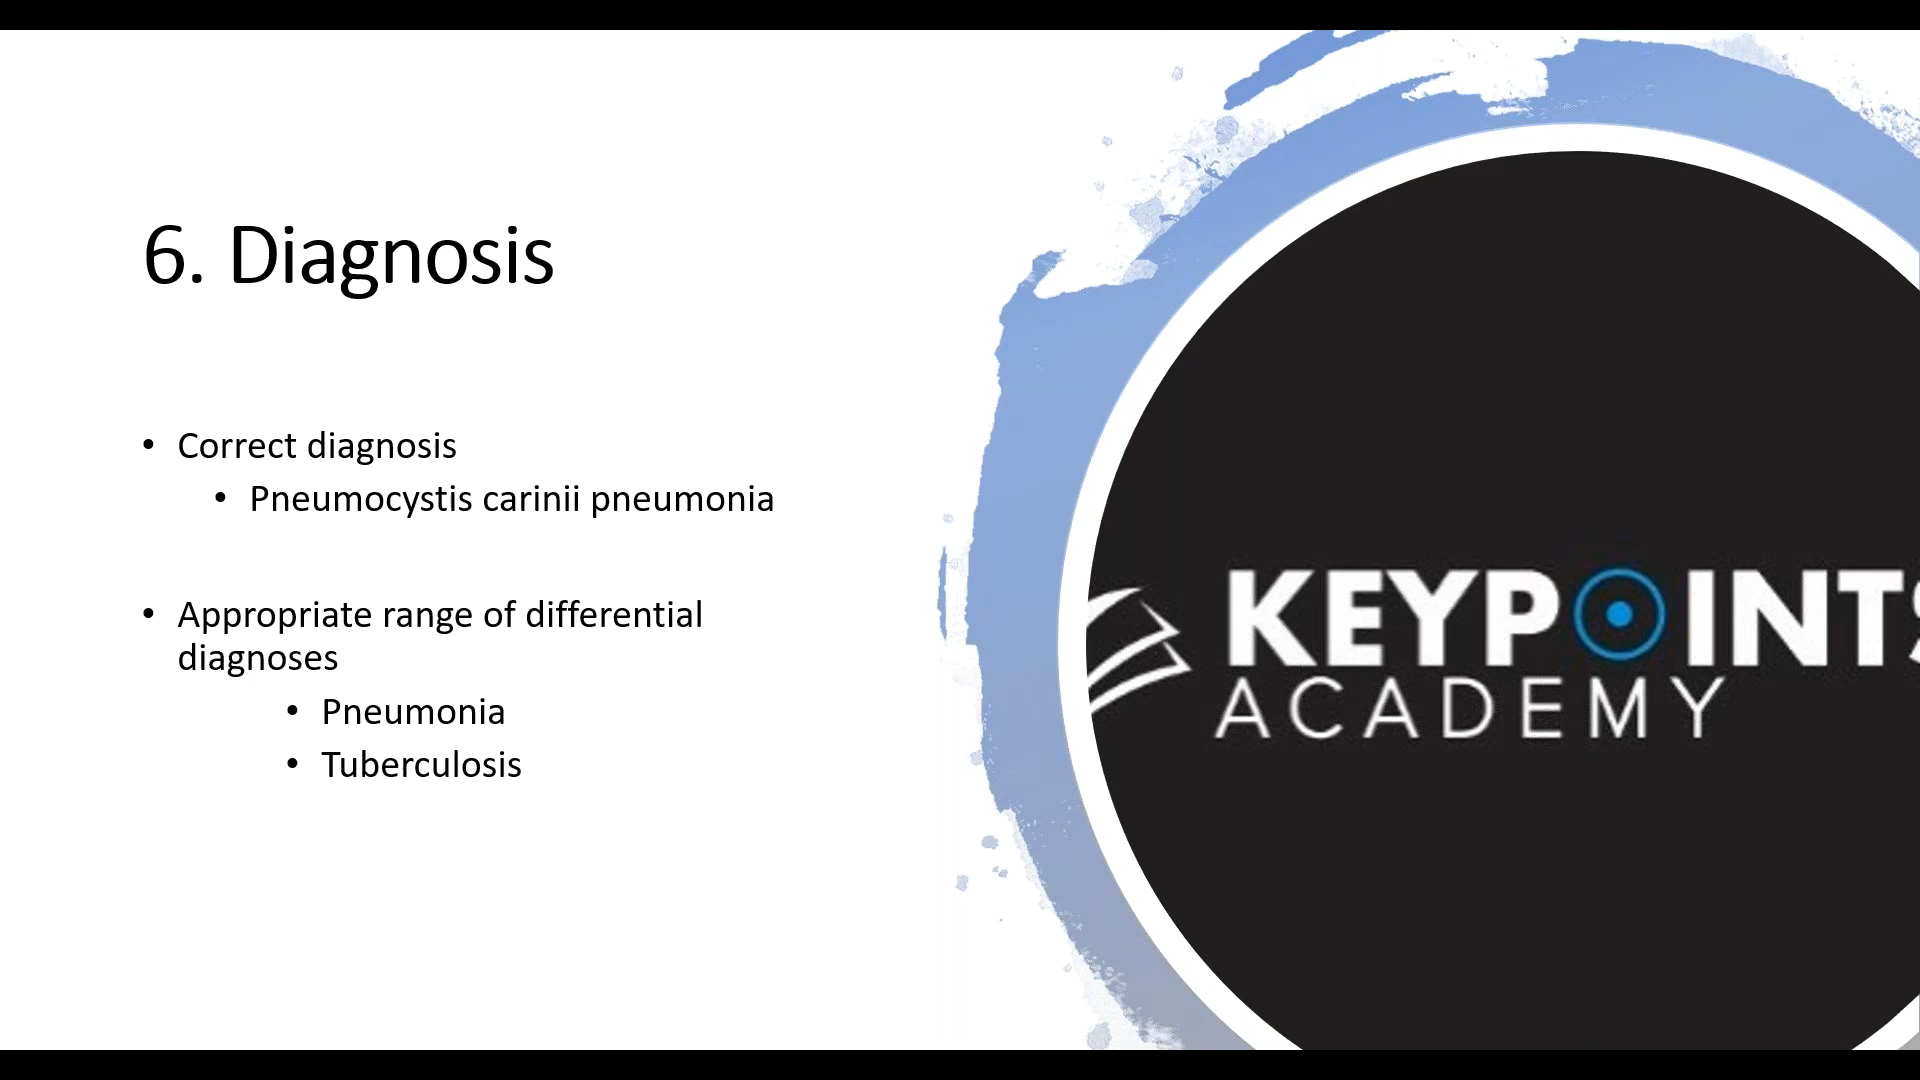 6. Diagnosis
• Correct diagnosis
• Pneumocystis carinii pneumonia
• Appropriate range of differential
diagnoses
• Pneumonia
• Tuberculosis
KEYPOINTS
ACADEMY